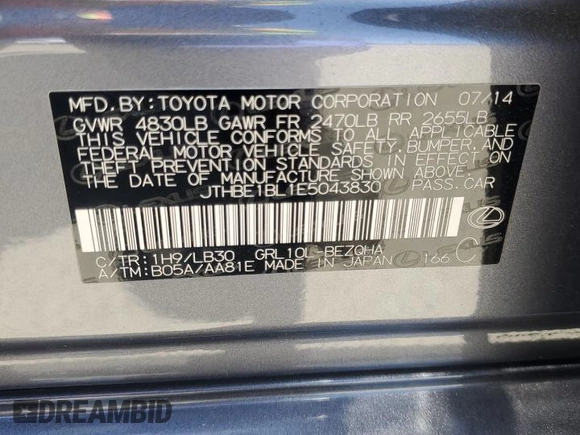 MFD. BY: TOYOTA MOTOR CORPORATION 07/14
GVWR 4830LB GAWR FR 2470LB RR 2655LB
THIS VEHICLE CONFORMS TO ALL APPLICABLE
FEDERAL MOTOR VEHICLE SAFETY, BUMPER, AND
THEFT PREVENTION STANDARDS IN EFFECT ON
THE DATE OF MANUFACTURE SHOWN ABOVE.
JTHBE1BL1E5043830 PASS. CAR
C/TR: 1H9/LB30 GRL10L-BEZQHA
A/TM: B05A/AA81E MADE IN JAPAN 166 C
DREAMBID